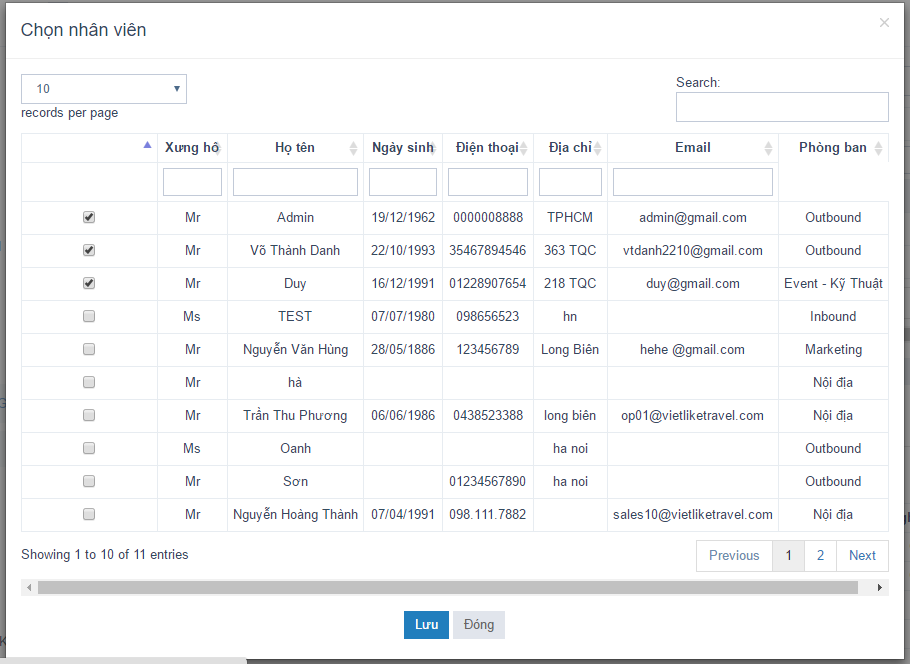 Chọn nhân viên
×
10
records per page
Search:
Xưng hô Họ tên Ngày sinh Điện thoại Địa chỉ Email Phòng ban
Mr Admin 19/12/1962 0000008888 TPHCM admin@gmail.com Outbound
Mr Võ Thành Danh 22/10/1993 35467894546 363 TQC vtdanh2210@gmail.com Outbound
Mr Duy 16/12/1991 01228907654 218 TQC duy@gmail.com Event - Kỹ Thuật
Ms TEST 07/07/1980 098656523 hn Inbound
Mr Nguyễn Văn Hùng 28/05/1886 123456789 Long Biên hehe @gmail.com Marketing
Mr hà Nội địa
Mr Trần Thu Phương 06/06/1986 0438523388 long biên op01@vietliketravel.com Nội địa
Ms Oanh ha noi Outbound
Mr Sơn 01234567890 ha noi Outbound
Mr Nguyễn Hoàng Thành 07/04/1991 098.111.7882 sales10@vietliketravel.com Nội địa
Showing 1 to 10 of 11 entries
Previous 1 2 Next
Lưu Đóng